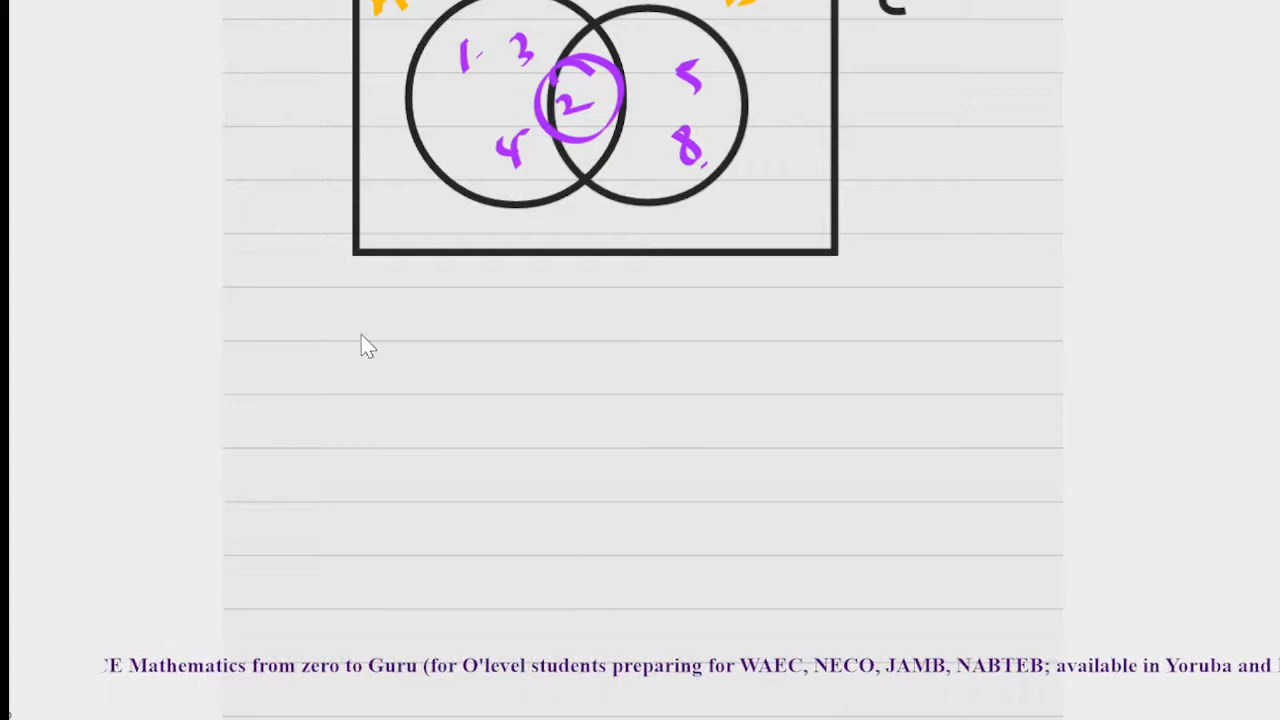 A B
1 3 5
2
4 8
E Mathematics from zero to Guru (for O'level students preparing for WAEC, NECO, JAMB, NABTEB; available in Yoruba and